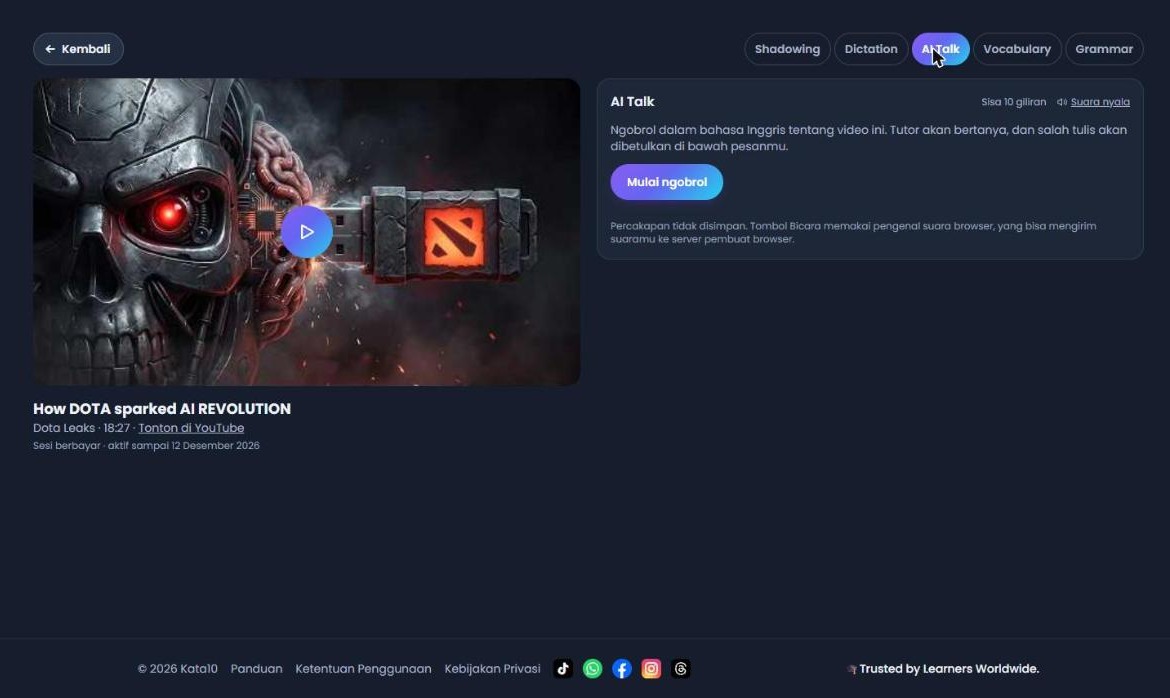 ← Kembali
Shadowing
Dictation
AI Talk
Vocabulary
Grammar
AI Talk
Sisa 10 giliran
Suara nyala
Ngobrol dalam bahasa Inggris tentang video ini. Tutor akan bertanya, dan salah tulis akan
dibetulkan di bawah pesanmu.
Mulai ngobrol
Percakapan tidak disimpan. Tombol Bicara memakai pengenal suara browser, yang bisa mengirim
suaramu ke server pembuat browser.
How DOTA sparked AI REVOLUTION
Dota Leaks · 18:27 · Tonton di YouTube
Sesi berbayar · aktif sampai 12 Desember 2026
© 2026 Kata10
Panduan
Ketentuan Penggunaan
Kebijakan Privasi
Trusted by Learners Worldwide.